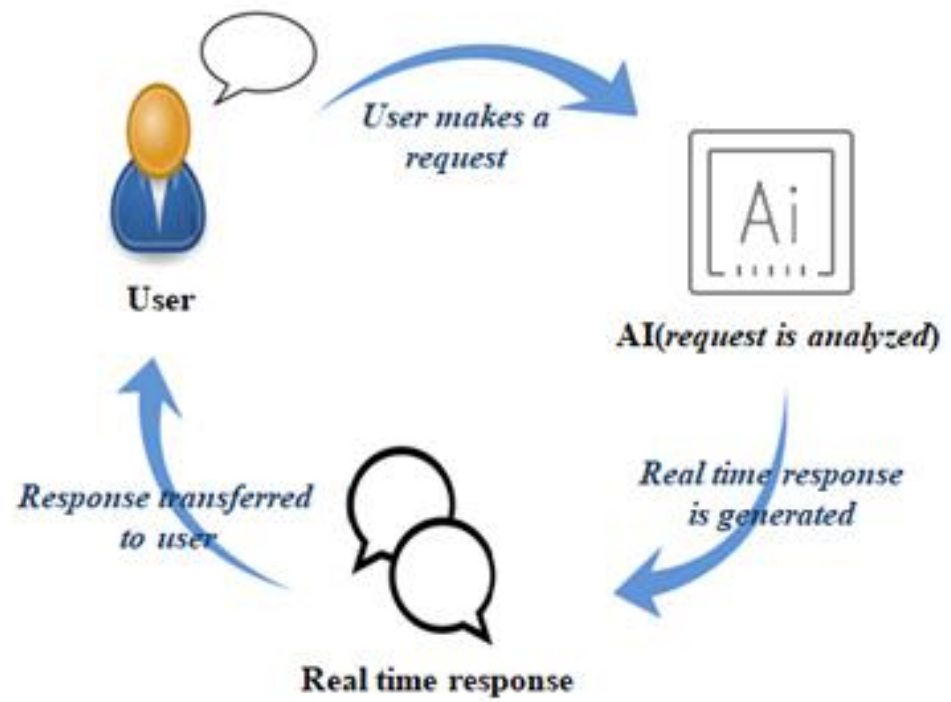 User makes a
request
Ai
User
AI(request is analyzed)
Real time response
is generated
Response transferred
to user
Real time response